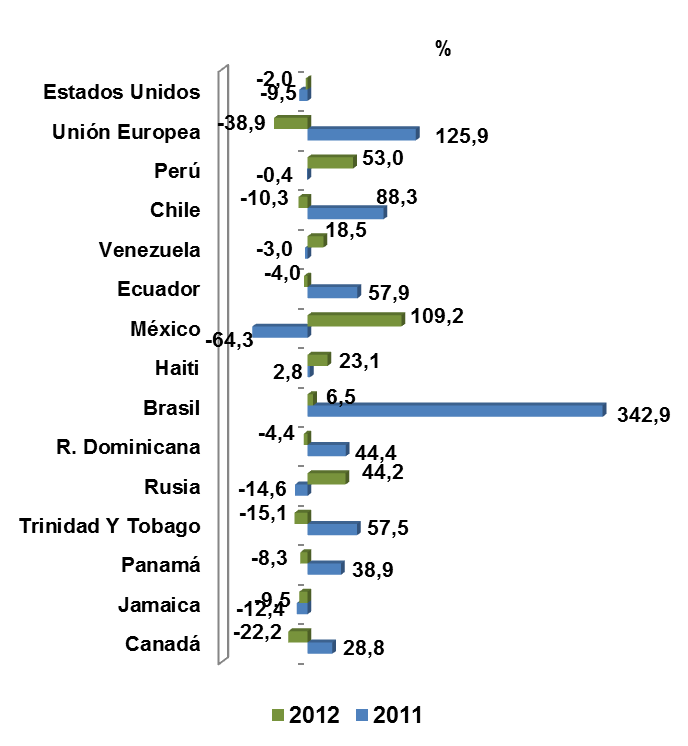 %
Estados Unidos -2,0
-9,5
Unión Europea -38,9
125,9
Perú 53,0
-0,4
Chile -10,3
88,3
Venezuela 18,5
-3,0
Ecuador -4,0
57,9
México 109,2
-64,3
Haiti 23,1
2,8
Brasil 6,5
342,9
R. Dominicana -4,4
44,4
Rusia 44,2
-14,6
Trinidad Y Tobago -15,1
57,5
Panamá -8,3
38,9
Jamaica -9,5
-12,4
Canadá -22,2
28,8
2012 2011